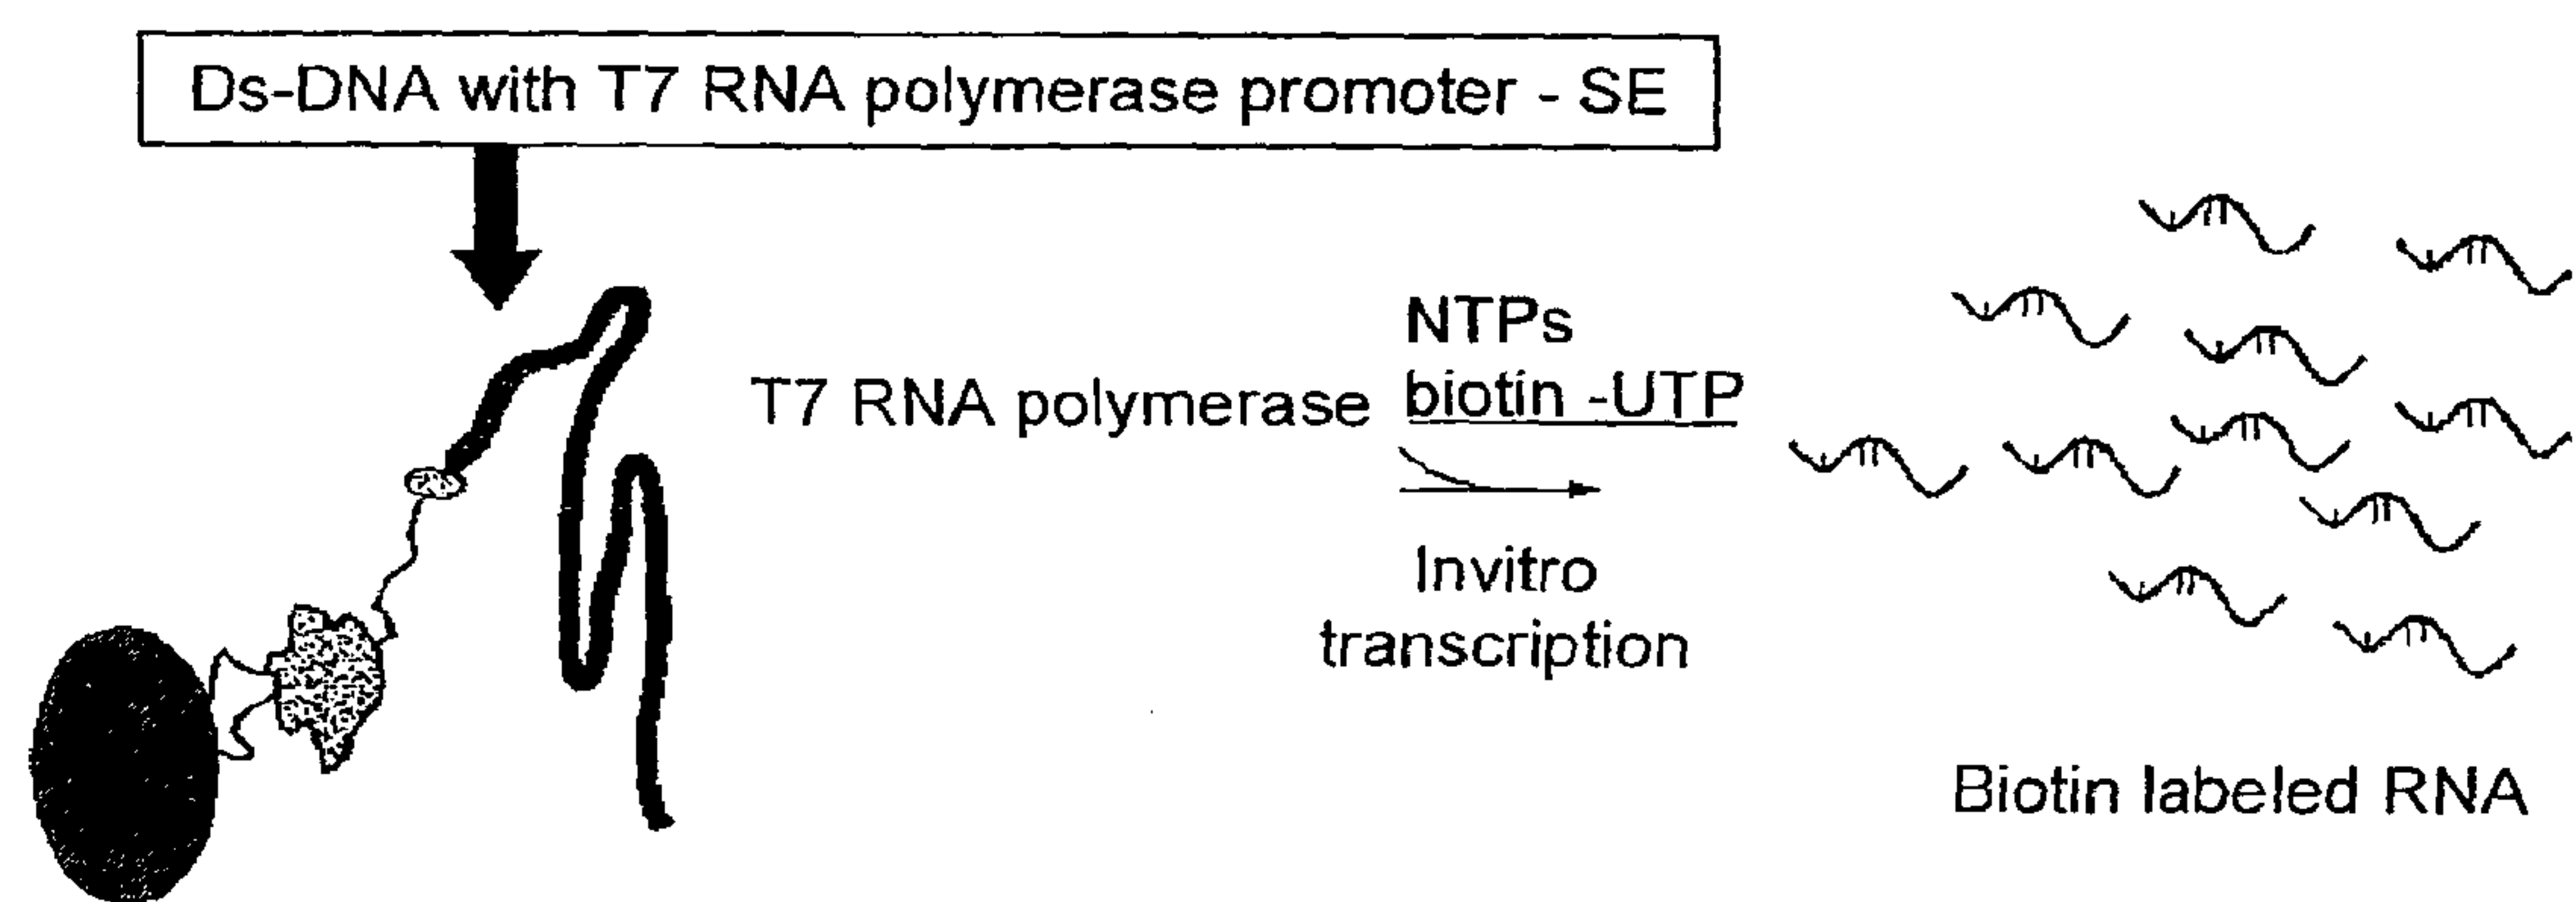 Ds-DNA with T7 RNA polymerase promoter - SE
NTPs
T7 RNA polymerase biotin -UTP
Invitro
transcription
Biotin labeled RNA